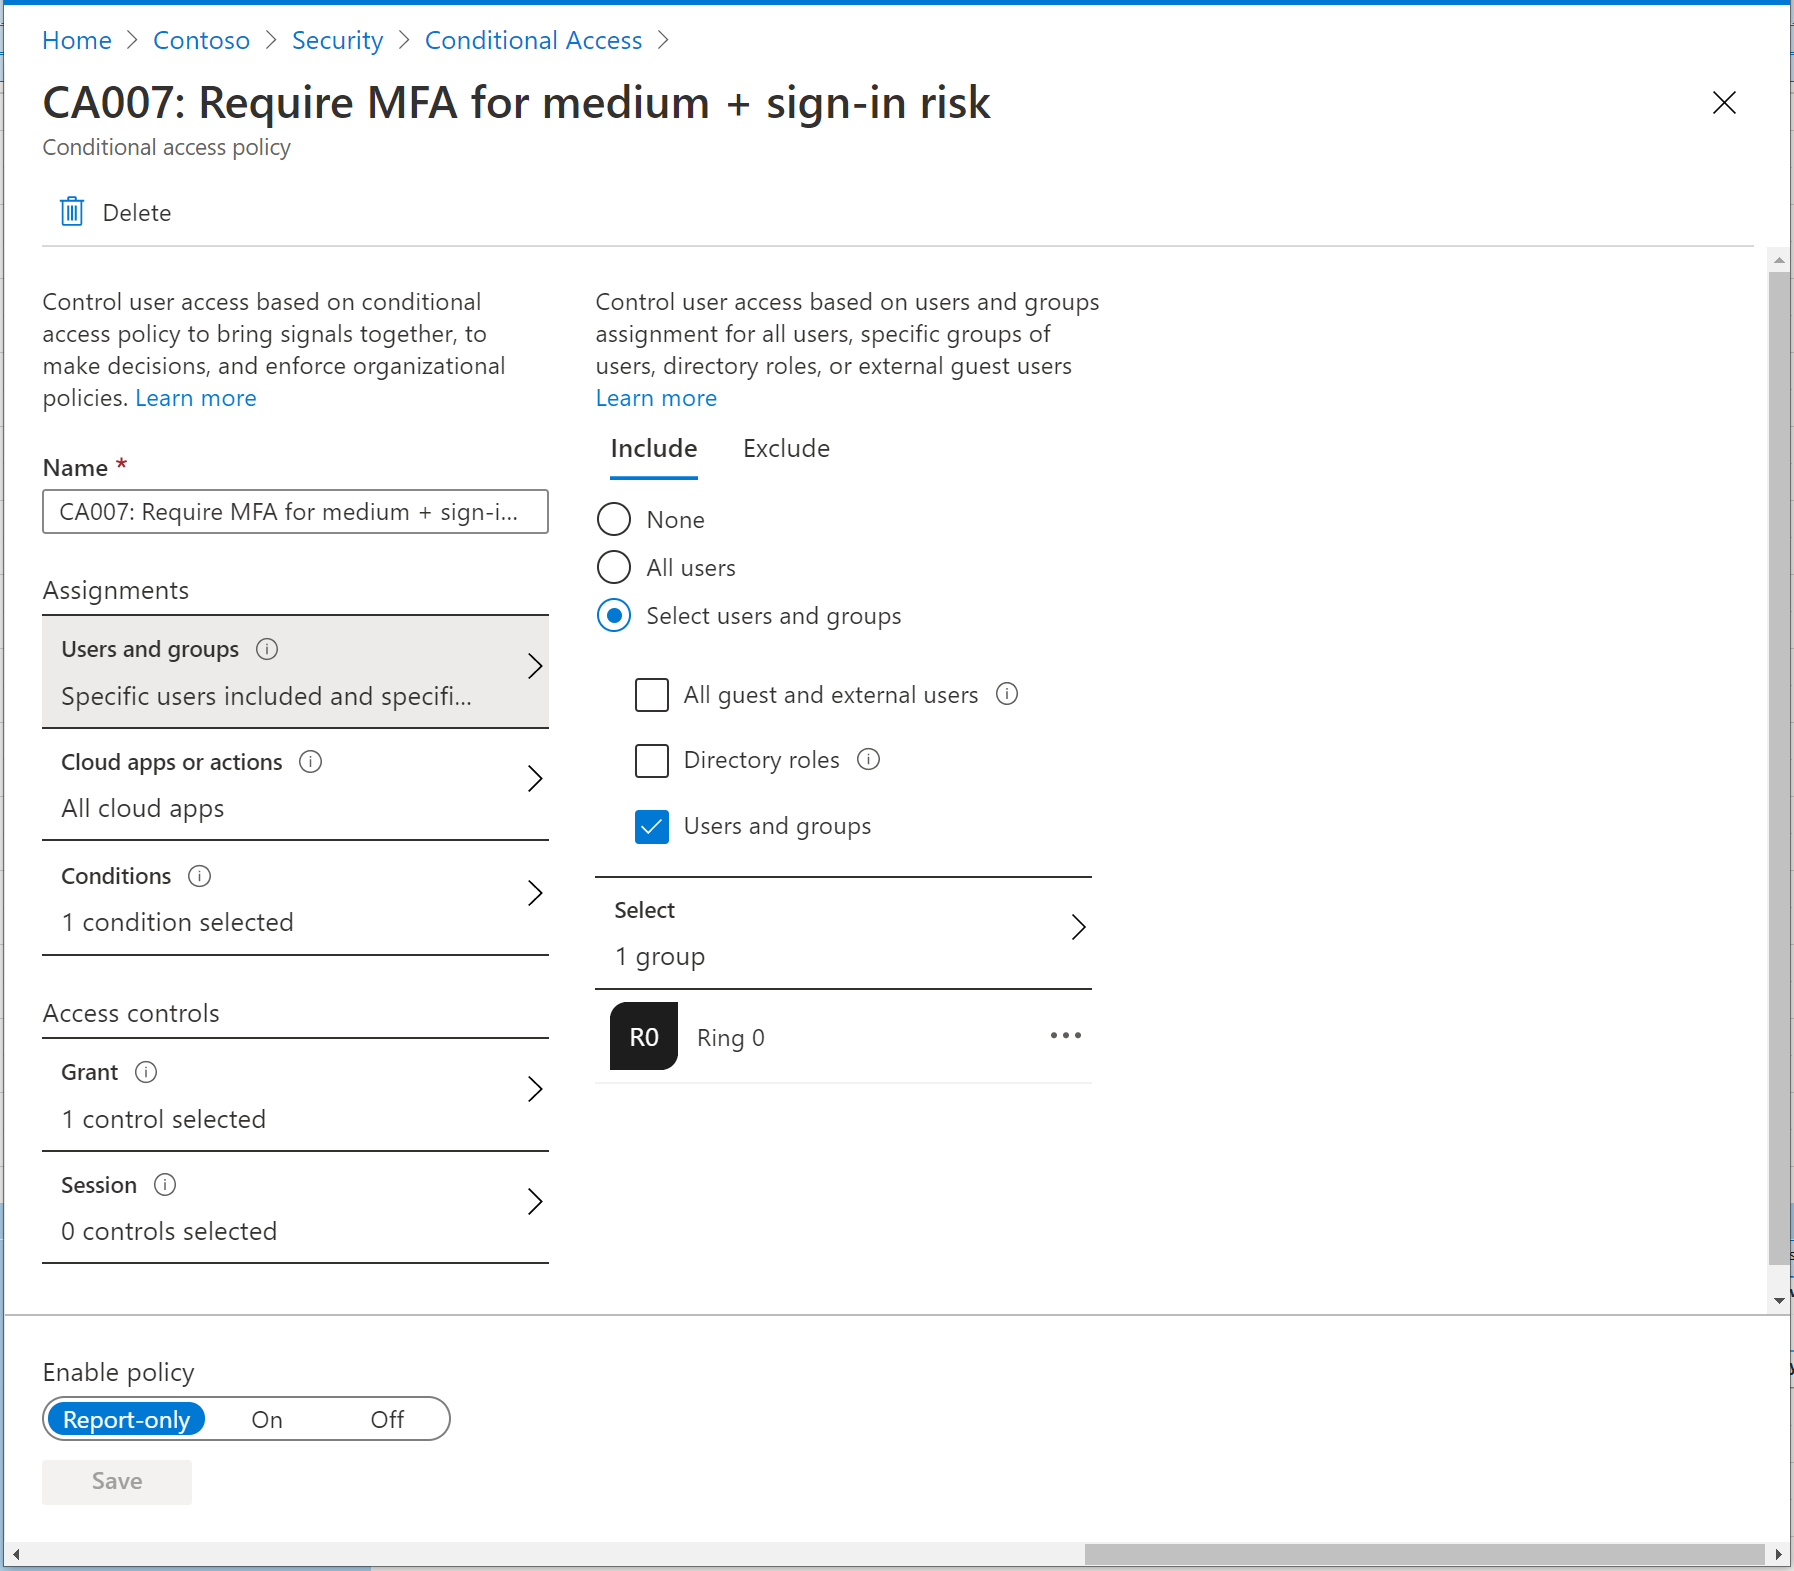 Home > Contoso > Security > Conditional Access >
CA007: Require MFA for medium + sign-in risk
Conditional access policy
Delete
Control user access based on conditional
access policy to bring signals together, to
make decisions, and enforce organizational
policies. Learn more
Name *
CA007: Require MFA for medium + sign-i...
Assignments
Users and groups
Specific users included and specifi...
Cloud apps or actions
All cloud apps
Conditions
1 condition selected
Access controls
Grant
1 control selected
Session
0 controls selected
Control user access based on users and groups
assignment for all users, specific groups of
users, directory roles, or external guest users
Learn more
Include Exclude
None
All users
Select users and groups
All guest and external users
Directory roles
Users and groups
Select
1 group
R0 Ring 0
Enable policy
Report-only On Off
Save